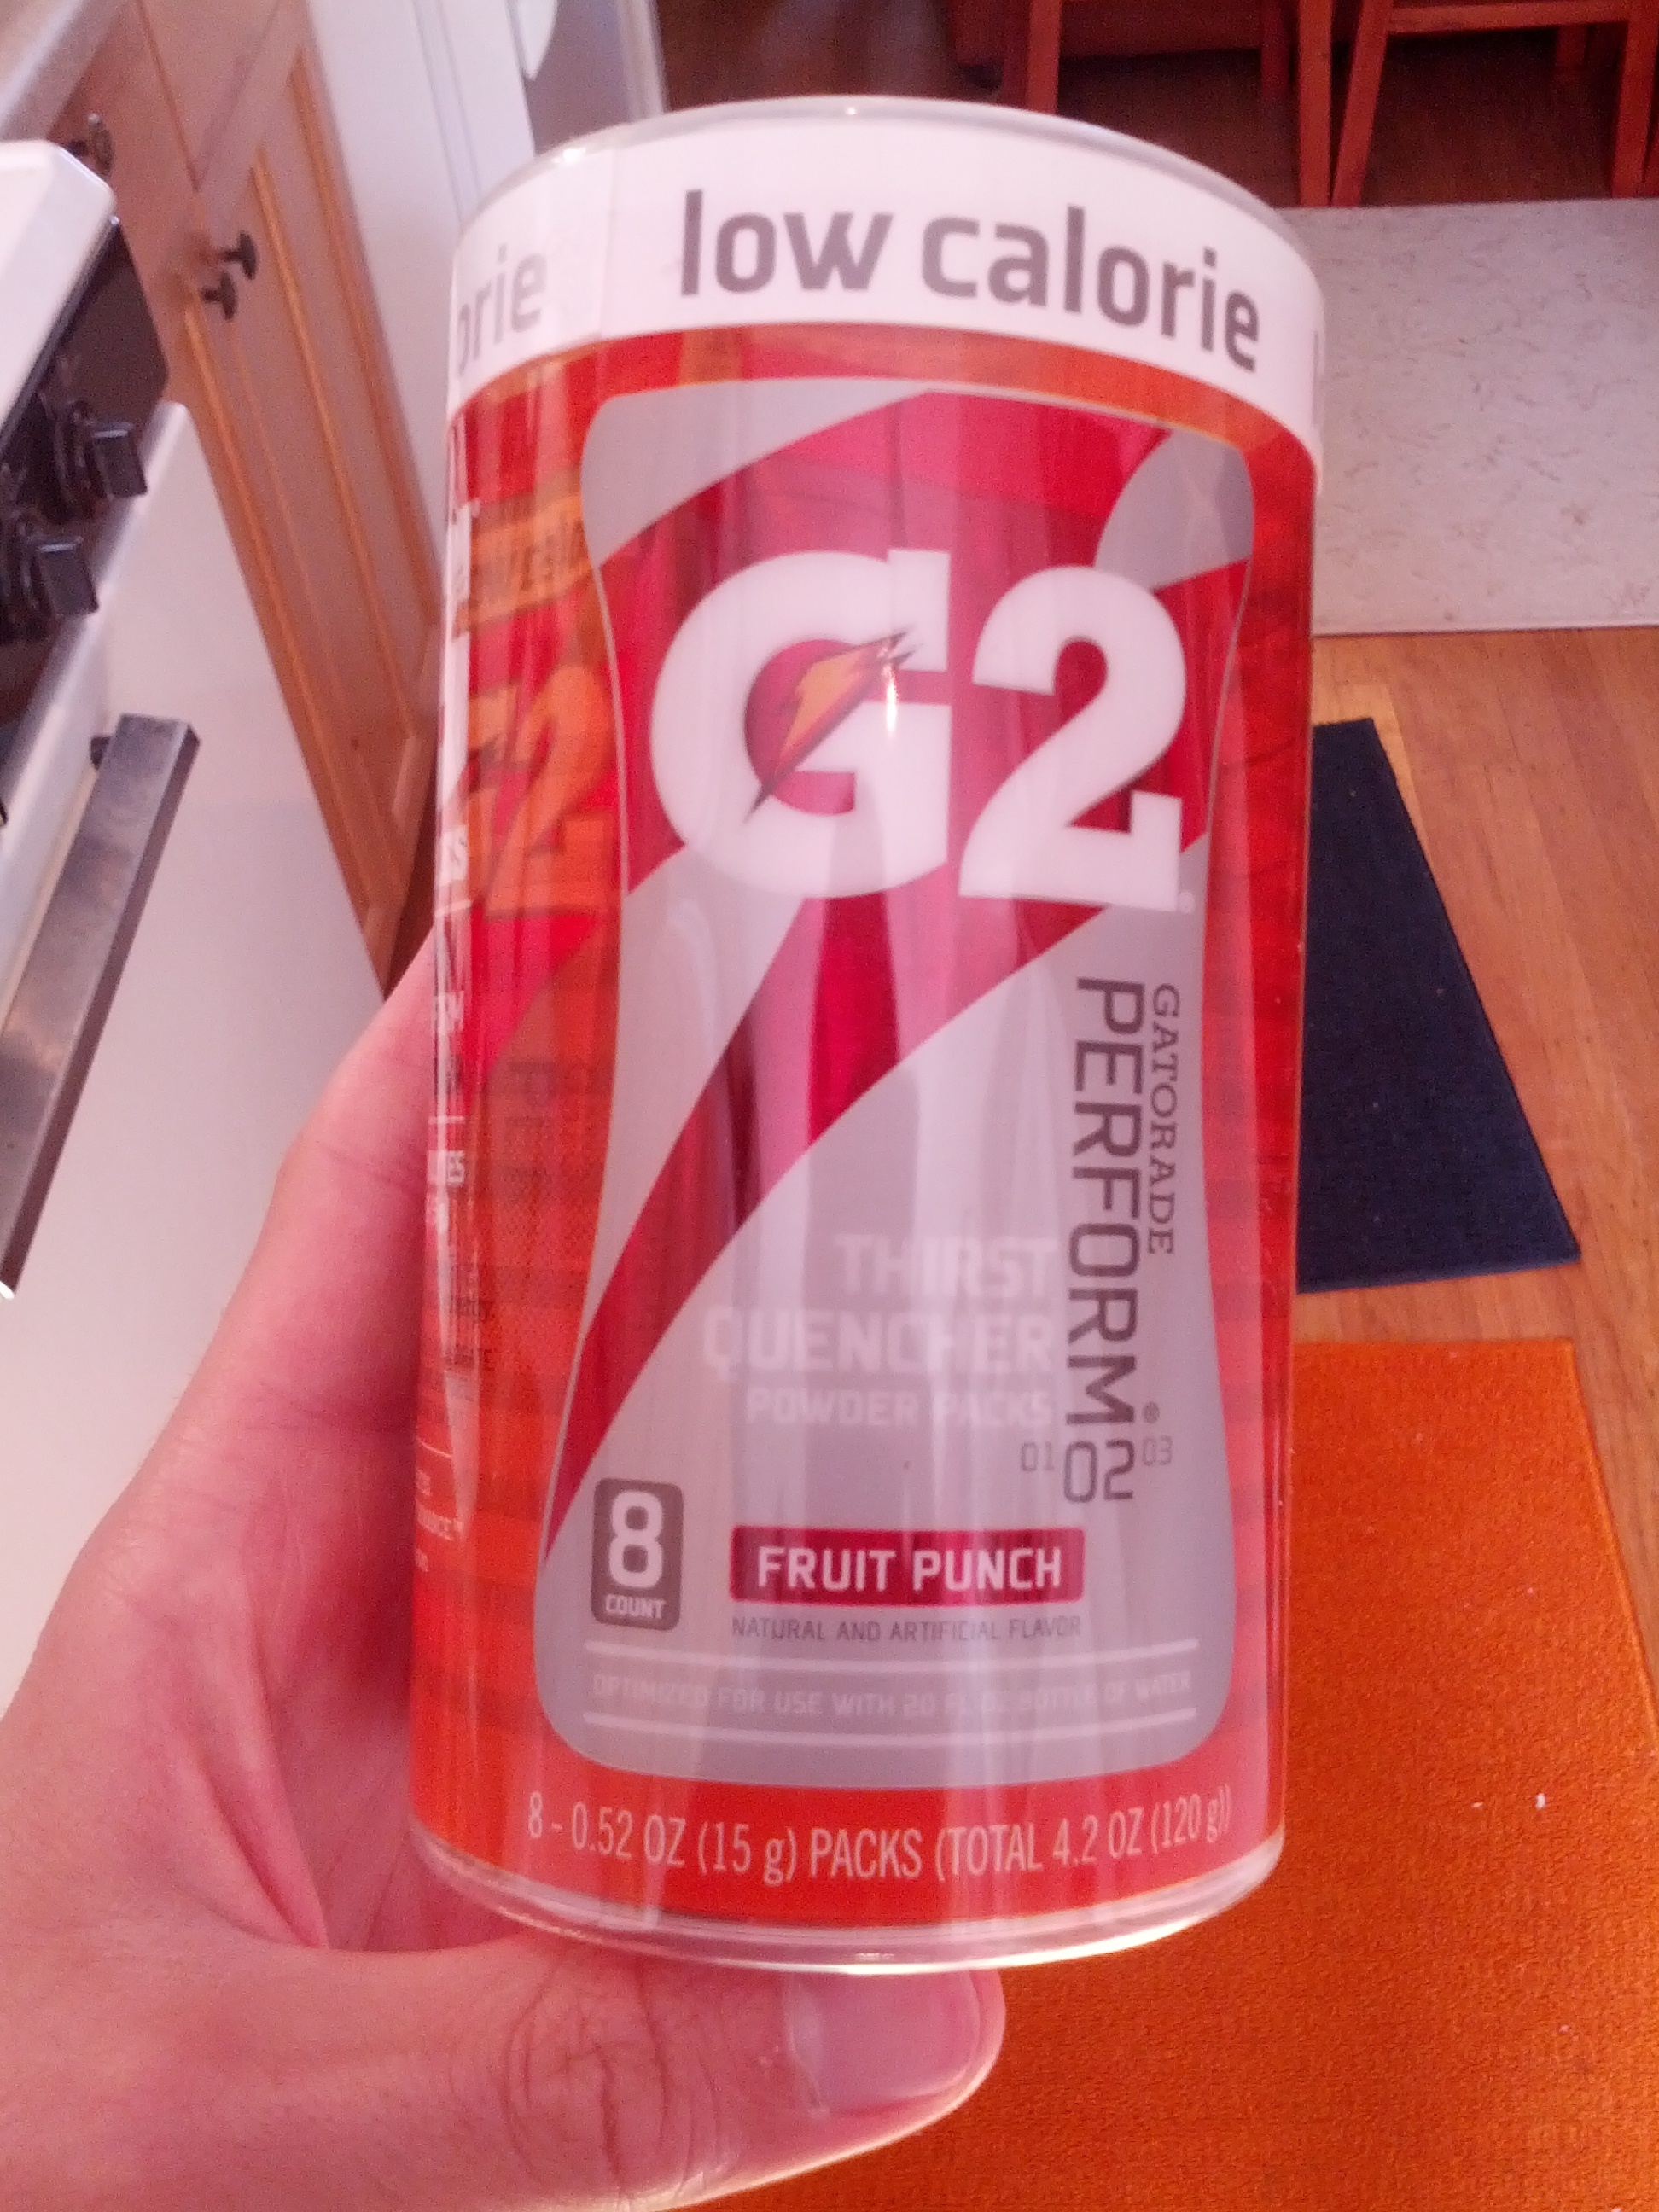 orie low calorie
G2
GATORADE
PERFORM®
01 02 03
THIRST
QUENCHER
POWDER PACKS
8
COUNT
FRUIT PUNCH
NATURAL AND ARTIFICIAL FLAVOR
OPTIMIZED FOR USE WITH 20 FL OZ BOTTLE OF WATER
8 - 0.52 OZ (15 g) PACKS (TOTAL 4.2 OZ (120 g))